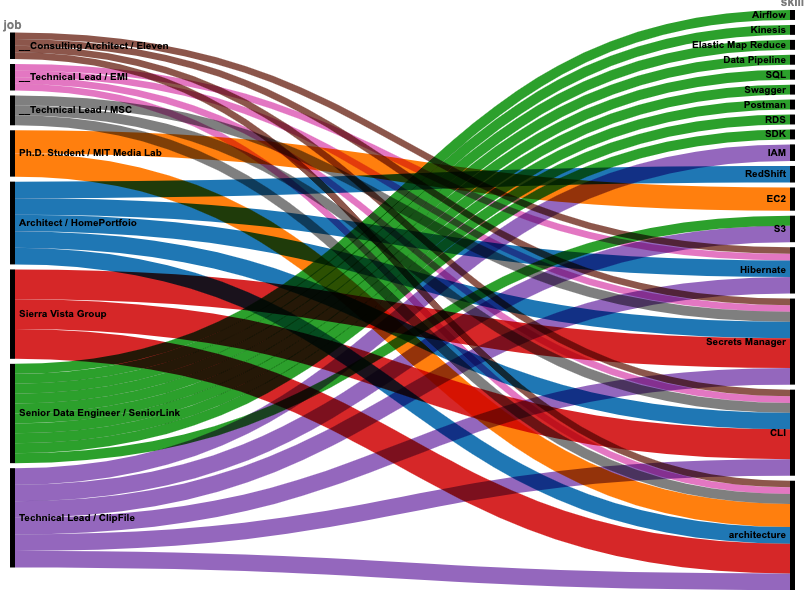 job
__Consulting Architect / Eleven
__Technical Lead / EMI
__Technical Lead / MSC
Ph.D. Student / MIT Media Lab
Architect / HomePortfoio
Sierra Vista Group
Senior Data Engineer / SeniorLink
Technical Lead / ClipFile
skill
Airflow
Kinesis
Elastic Map Reduce
Data Pipeline
SQL
Swagger
Postman
RDS
SDK
IAM
RedShift
EC2
S3
Hibernate
Secrets Manager
CLI
architecture